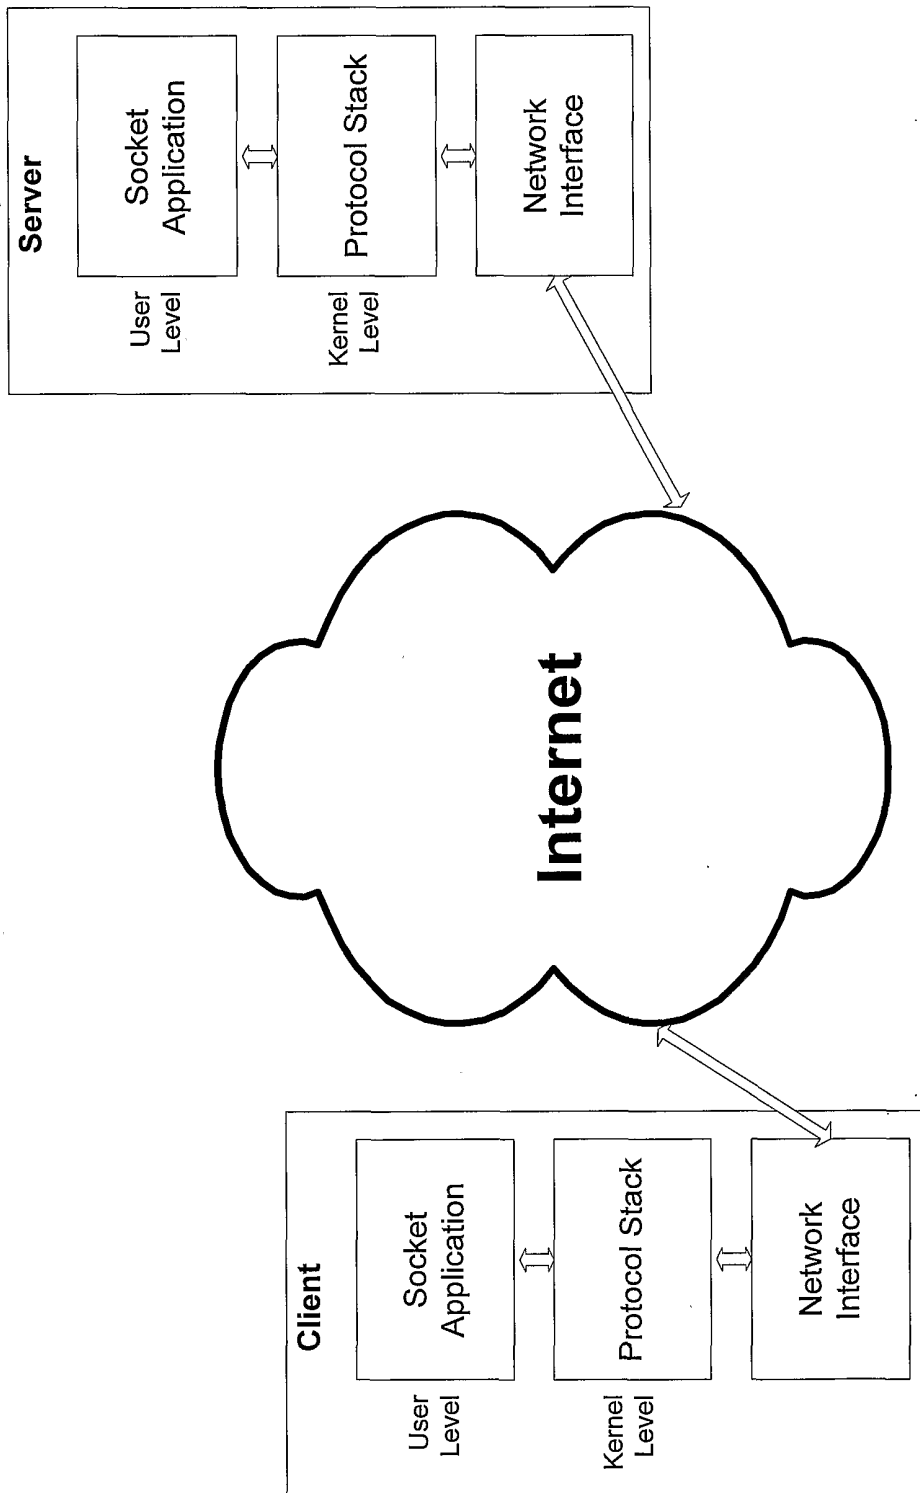 Client
User
Level
Socket
Application
Kernel
Level
Protocol Stack
Network
Interface
Internet
Server
User
Level
Socket
Application
Kernel
Level
Protocol Stack
Network
Interface